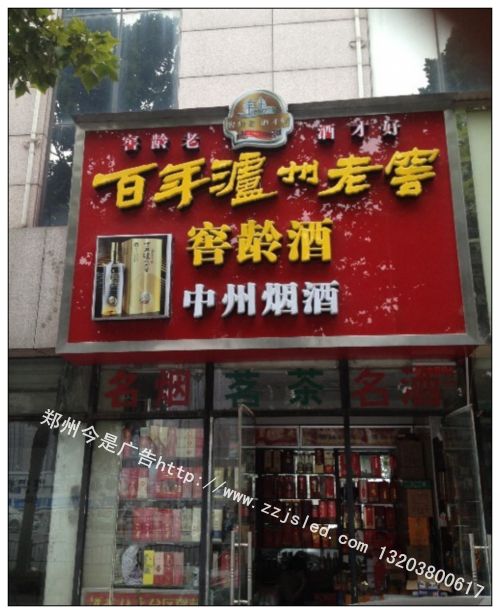 窖龄老 酒才好
百年泸州老窖
窖龄酒
中州烟酒
名烟 茗茶 名酒
郑州今是广告http://www.zzjsled.com 13203800617